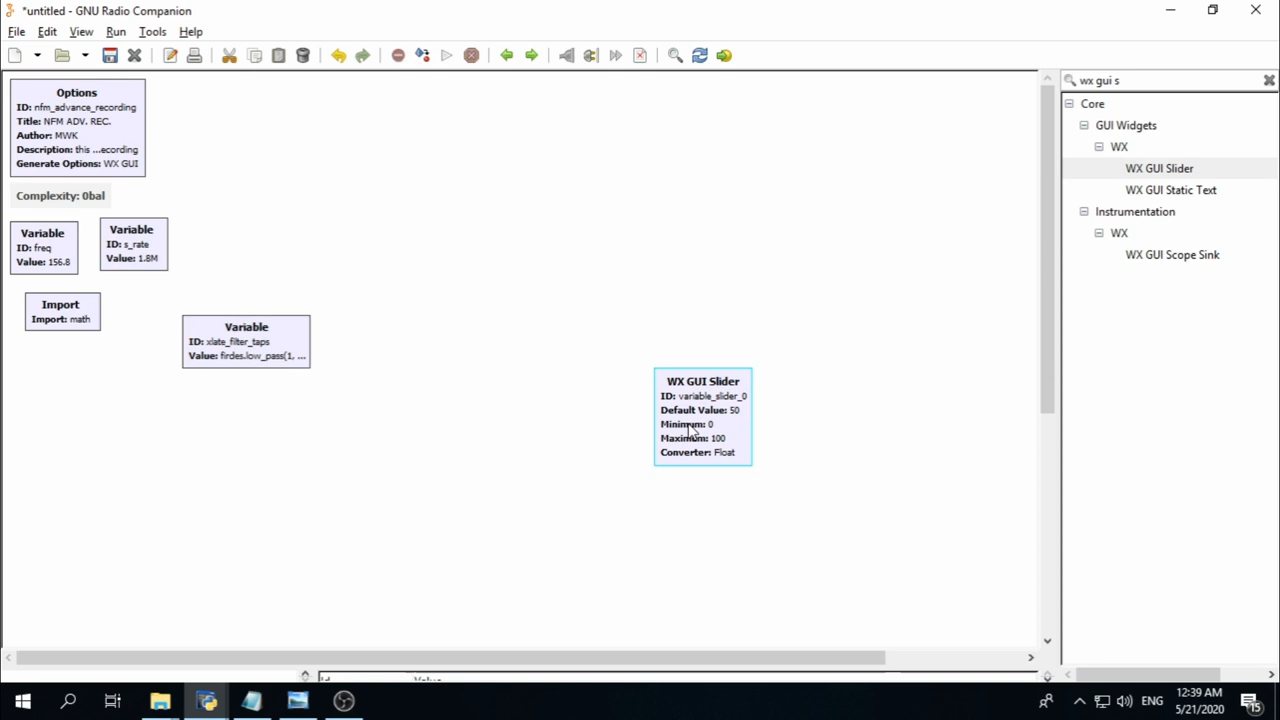 *untitled - GNU Radio Companion
File Edit View Run Tools Help
wx gui s
Options
ID: nfm_advance_recording
Title: NFM ADV. REC.
Author: MWK
Description: this ...ecording
Generate Options: WX GUI
Complexity: 0bal
Variable
ID: freq
Value: 156.8
Variable
ID: s_rate
Value: 1.8M
Import
Import: math
Variable
ID: xlate_filter_taps
Value: firdes.low_pass(1, ...
WX GUI Slider
ID: variable_slider_0
Default Value: 50
Minimum: 0
Maximum: 100
Converter: Float
Core
GUI Widgets
WX
WX GUI Slider
WX GUI Static Text
Instrumentation
WX
WX GUI Scope Sink
Id Value
ENG
12:39 AM
5/21/2020
15